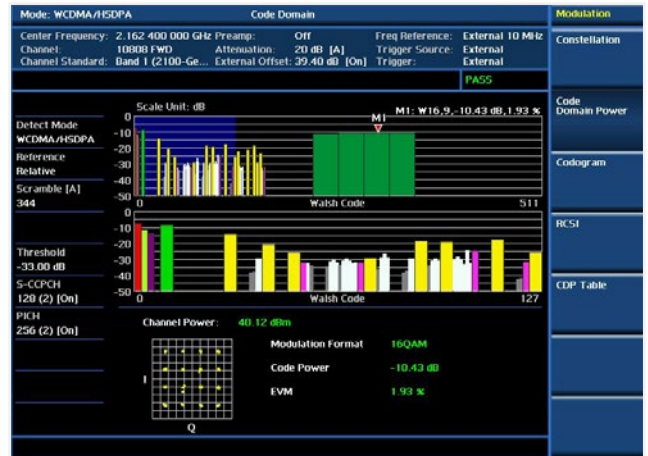 Mode: WCDMA/HSDPA Code Domain Modulation
Center Frequency: 2.162 400 000 GHz Preamp: Off Freq Reference: External 10 MHz
Channel: 10808 FWD Attenuation: 20 dB [A] Trigger Source: External
Channel Standard: Band 1 (2100-Ge... External Offset: 39.40 dB [On] Trigger: External
PASS
Constellation
Code
Domain Power
Codogram
RCSI
CDP Table
Detect Mode
WCDMA/HSDPA
Reference
Relative
Scramble [A]
344
Threshold
-33.00 dB
S-CCPCH
128 (2) [On]
PICH
256 (2) [On]
Scale Unit: dB M1: W16,9,-10.43 dB,1.93 %
M1
0
-10
-20
-30
-40
-50
0 Walsh Code 511
0
-10
-20
-30
-40
-50
0 Walsh Code 127
Channel Power: 40.12 dBm
Modulation Format 16QAM
Code Power -10.43 dB
EVM 1.93 %
I
Q